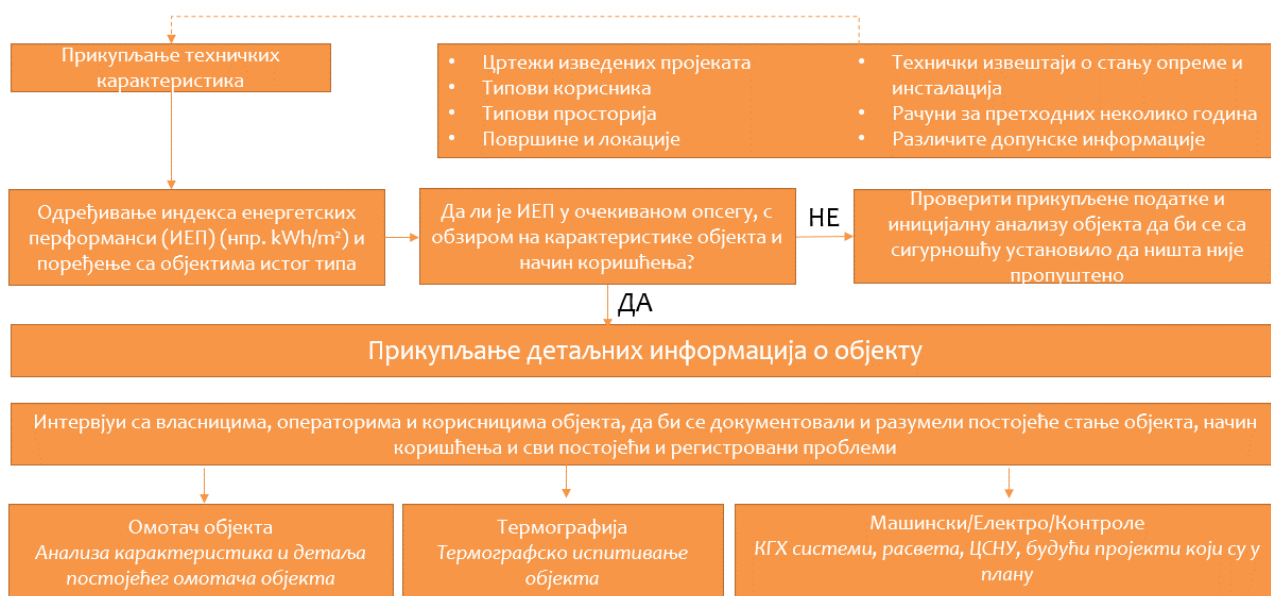 Прикупљање техничких
карактеристика
• Цртежи изведених пројеката
• Типови корисника
• Типови просторија
• Површине и локације
• Технички извештаји о стању опреме и
инсталација
• Рачуни за претходних неколико година
• Различите допунске информације
Одређивање индекса енергетских
перформанси (ИЕП) (нпр. kWh/m²) и
поређење са објектима истог типа
Да ли је ИЕП у очекиваном опсегу, с
обзиром на карактеристике објекта и
начин коришћења?
НЕ
Проверити прикупљене податке и
иницијалну анализу објекта да би се са
сигурношћу установило да ништа није
пропуштено
ДА
Прикупљање детаљних информација о објекту
Интервјуи са власницима, операторима и корисницима објекта, да би се документовали и разумели постојеће стање објекта, начин
коришћења и сви постојећи и регистровани проблеми
Омотач објекта
Анализа карактеристика и детаља
постојећег омотача објекта
Термографија
Термографско испитивање
објекта
Машински/Електро/Контроле
КГХ системи, расвета, ЦСНУ, будући пројекти који су у
плану